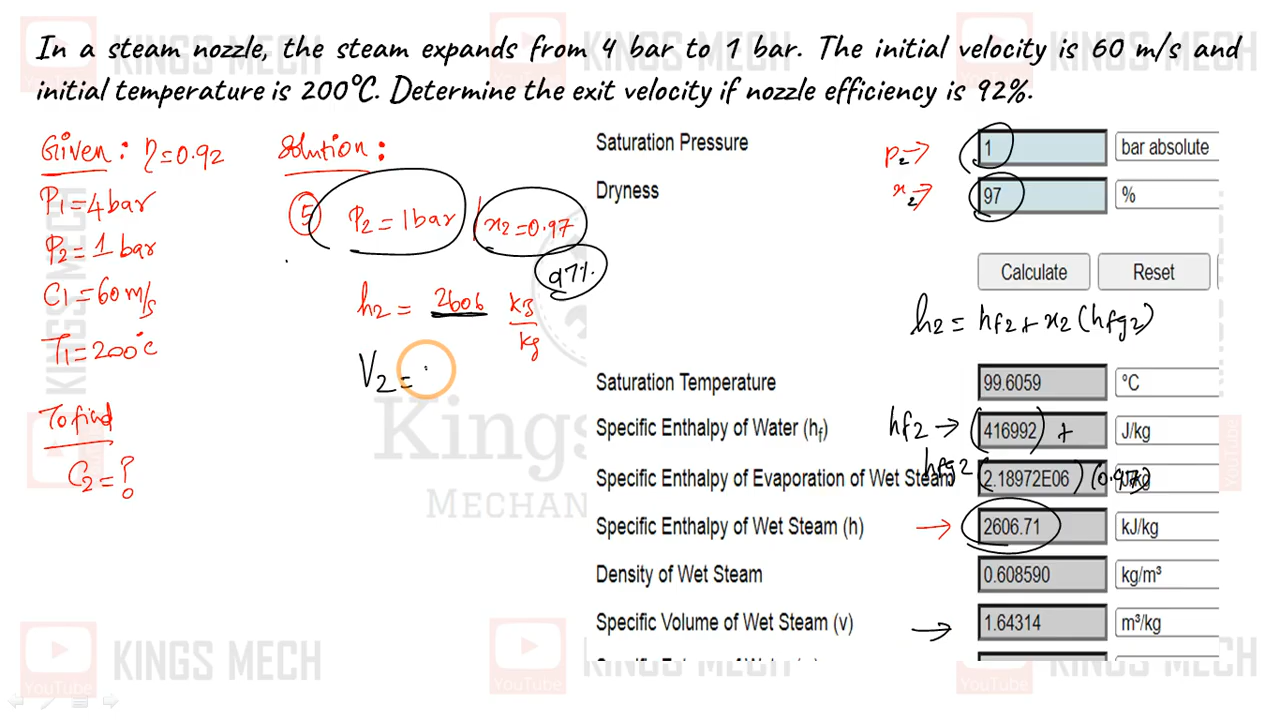 In a steam nozzle, the steam expands from 4 bar to 1 bar. The initial velocity is 60 m/s and
initial temperature is 200°C. Determine the exit velocity if nozzle efficiency is 92%.
Given: η=0.92
P1=4bar
P2=1bar
C1=60m/s
T1=200°C
To find
C2=?
Solution:
5 P2=1bar x2=0.97
97%
h2 = 2606 kJ/kg
V2=
Saturation Pressure P2→ 1 bar absolute
Dryness x2→ 97 %
Calculate Reset
h2 = hf2+x2(hfg2)
Saturation Temperature 99.6059 °C
Specific Enthalpy of Water (hf) hf2→ (416992) + J/kg
Specific Enthalpy of Evaporation of Wet Steam hfg2 (2.18972E06) (0.97) J/kg
Specific Enthalpy of Wet Steam (h) → 2606.71 kJ/kg
Density of Wet Steam 0.608590 kg/m³
Specific Volume of Wet Steam (v) → 1.64314 m³/kg
Kings
MECHAN
KINGS MECH
YouTube
KINGS MECH
YouTube
KINGS MECH
YouTube